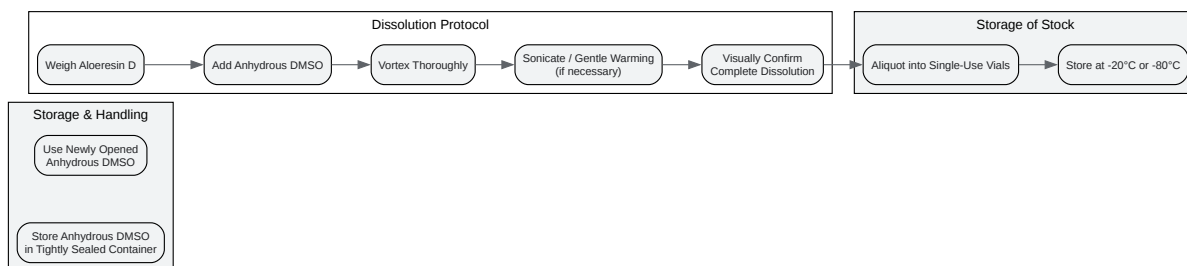 Dissolution Protocol
Weigh Aloeresin D
Add Anhydrous DMSO
Vortex Thoroughly
Sonicate / Gentle Warming
(if necessary)
Visually Confirm
Complete Dissolution
Storage of Stock
Aliquot into Single-Use Vials
Store at -20°C or -80°C
Storage & Handling
Use Newly Opened
Anhydrous DMSO
Store Anhydrous DMSO
in Tightly Sealed Container